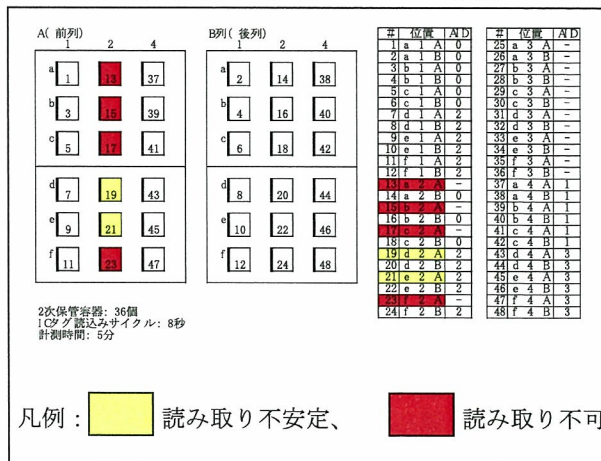 A( 前列)
1 2 4
a 1 13 37
b 3 15 39
c 5 17 41
d 7 19 43
e 9 21 45
f 11 23 47
B列( 後列)
1 2 4
a 2 14 38
b 4 16 40
c 6 18 42
d 8 20 44
e 10 22 46
f 12 24 48
2次保管容器: 36個
ICタグ読込みサイクル: 8秒
計測時間: 5分
# 位置 AID
1 a 1 A 0
2 a 1 B 0
3 b 1 A 0
4 b 1 B 0
5 c 1 A 0
6 c 1 B 0
7 d 1 A 2
8 d 1 B 2
9 e 1 A 2
10 e 1 B 2
11 f 1 A 2
12 f 1 B 2
13 a 2 A -
14 a 2 B 0
15 b 2 A -
16 b 2 B 0
17 c 2 A -
18 c 2 B 0
19 d 2 A 2
20 d 2 B 2
21 e 2 A 2
22 e 2 B 2
23 f 2 A -
24 f 2 B 2
# 位置 AID
25 a 3 A -
26 a 3 B -
27 b 3 A -
28 b 3 B -
29 c 3 A -
30 c 3 B -
31 d 3 A -
32 d 3 B -
33 e 3 A -
34 e 3 B -
35 f 3 A -
36 f 3 B -
37 a 4 A 1
38 a 4 B 1
39 b 4 A 1
40 b 4 B 1
41 c 4 A 1
42 c 4 B 1
43 d 4 A 3
44 d 4 B 3
45 e 4 A 3
46 e 4 B 3
47 f 4 A 3
48 f 4 B 3
凡例: 読み取り不安定、 読み取り不可